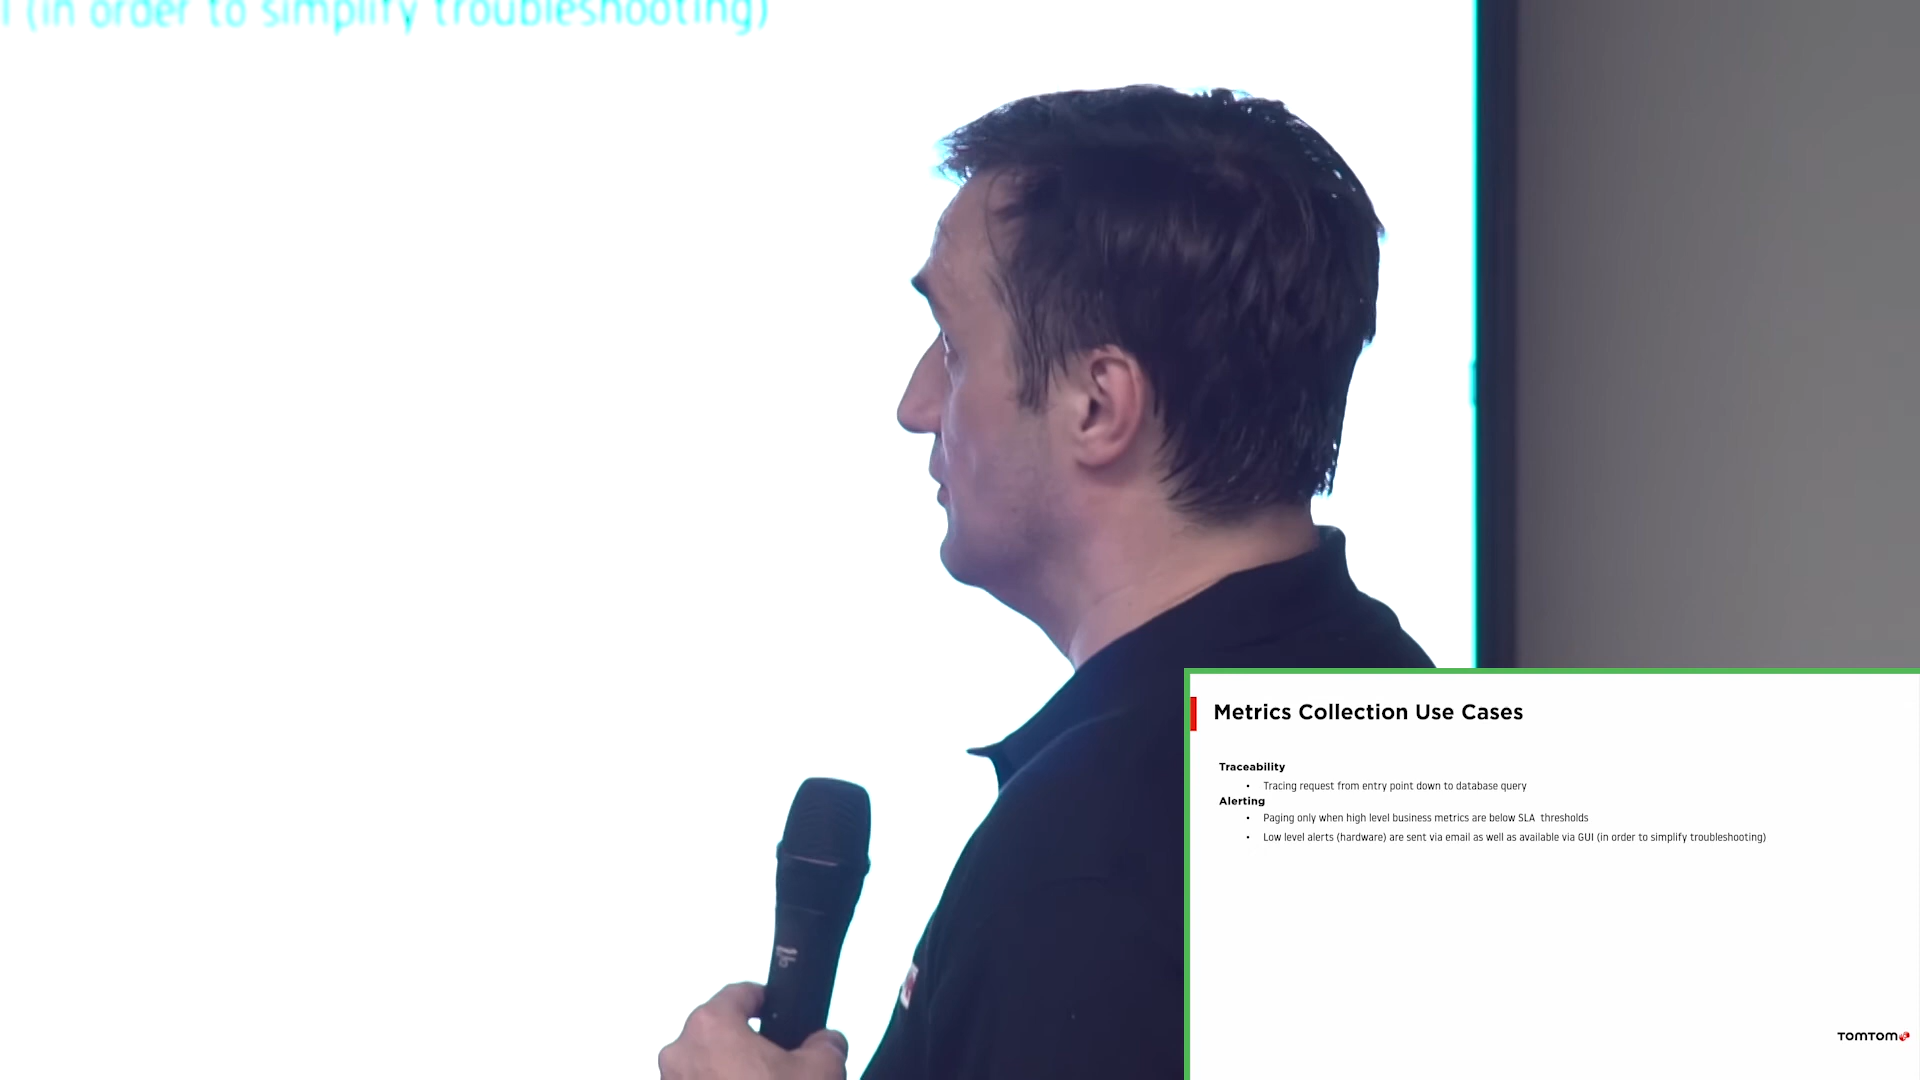 (in order to simplify troubleshooting)
Metrics Collection Use Cases
Traceability
• Tracing request from entry point down to database query
Alerting
• Paging only when high level business metrics are below SLA thresholds
• Low level alerts (hardware) are sent via email as well as available via GUI (in order to simplify troubleshooting)
TOMTOM